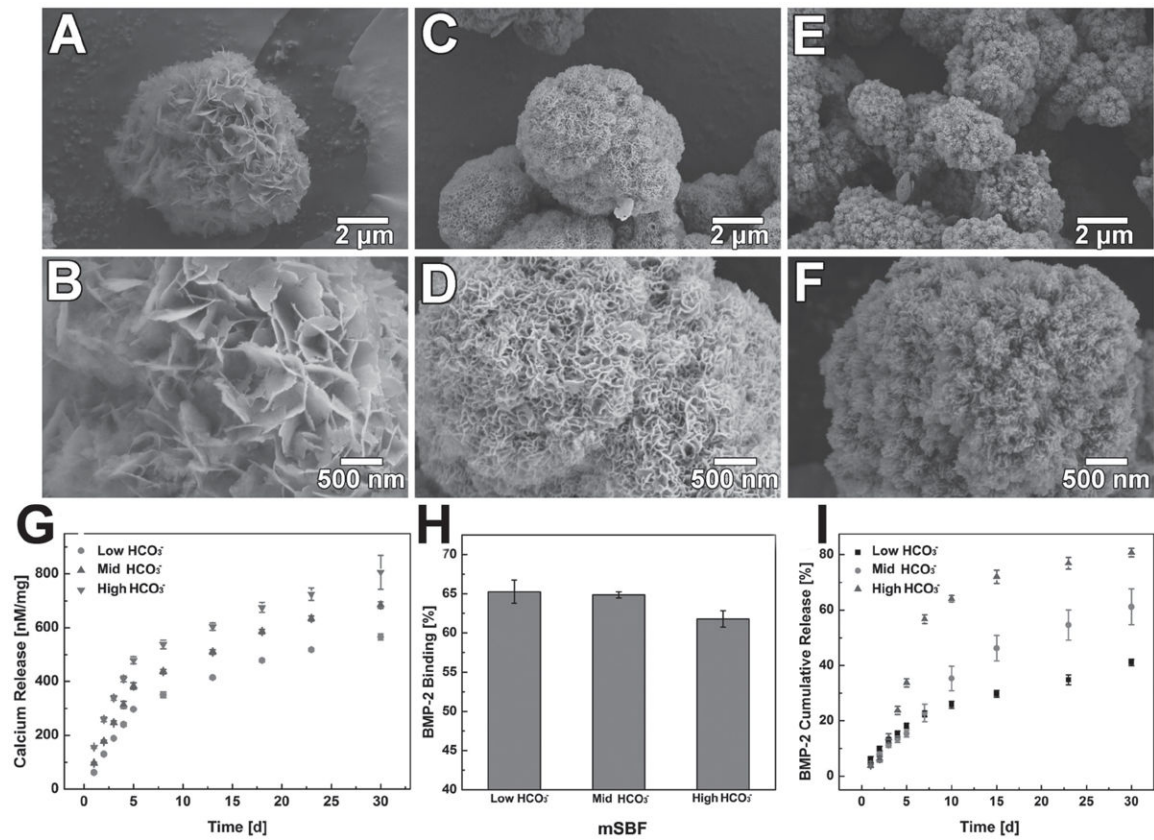 A
2 µm
C
2 µm
E
2 µm
B
500 nm
D
500 nm
F
500 nm
G
Calcium Release [nM/mg]
800
600
400
200
0
Low HCO₃⁻
Mid HCO₃⁻
High HCO₃⁻
0 5 10 15 20 25 30
Time [d]
H
BMP-2 Binding [%]
70
65
60
55
50
45
40
Low HCO₃⁻ Mid HCO₃⁻ High HCO₃⁻
mSBF
I
BMP-2 Cumulative Release [%]
80
60
40
20
0
Low HCO₃⁻
Mid HCO₃⁻
High HCO₃⁻
0 5 10 15 20 25 30
Time [d]